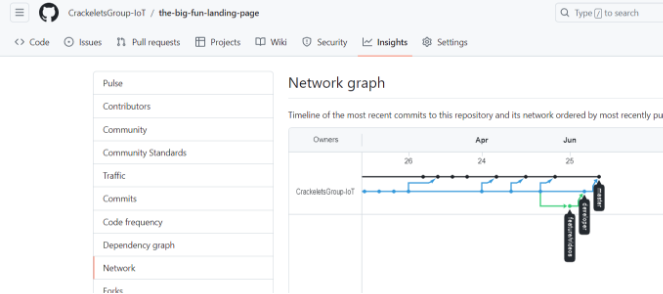 CrackeletsGroup-IoT / the-big-fun-landing-page
Type / to search
Code Issues Pull requests Projects Wiki Security Insights Settings
Pulse
Contributors
Community
Community Standards
Traffic
Commits
Code frequency
Dependency graph
Network
Forks
Network graph
Timeline of the most recent commits to this repository and its network ordered by most recently pu
Owners Apr Jun
26 24 25
CrackeletsGroup-IoT
master
developer